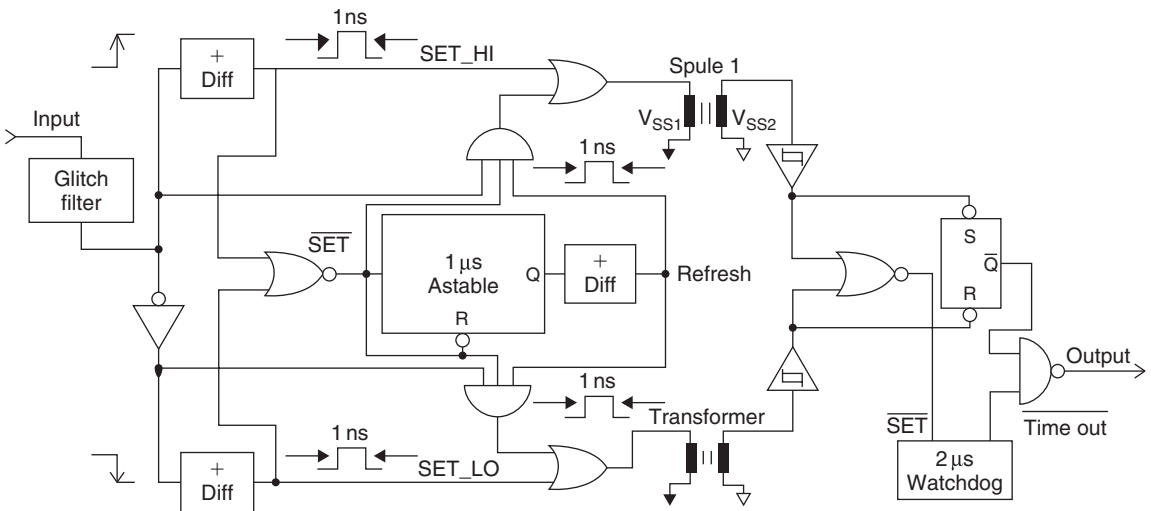 1 ns
+
Diff
SET_HI
Spule 1
Input
VSS1
VSS2
Glitch
filter
1 ns
S
SET
1 μs
Astable
Q
+
Diff
Refresh
Q
R
R
1 ns
Output
Transformer
SET
Time out
1 ns
+
Diff
SET_LO
2 μs
Watchdog